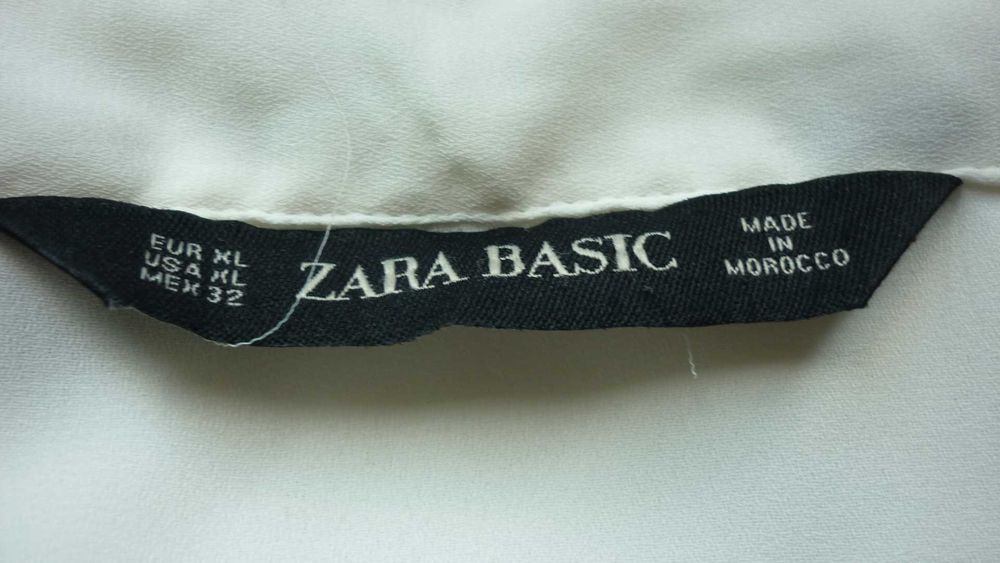 EUR XL
USA XL
MEX 32
ZARA BASIC
MADE
IN
MOROCCO